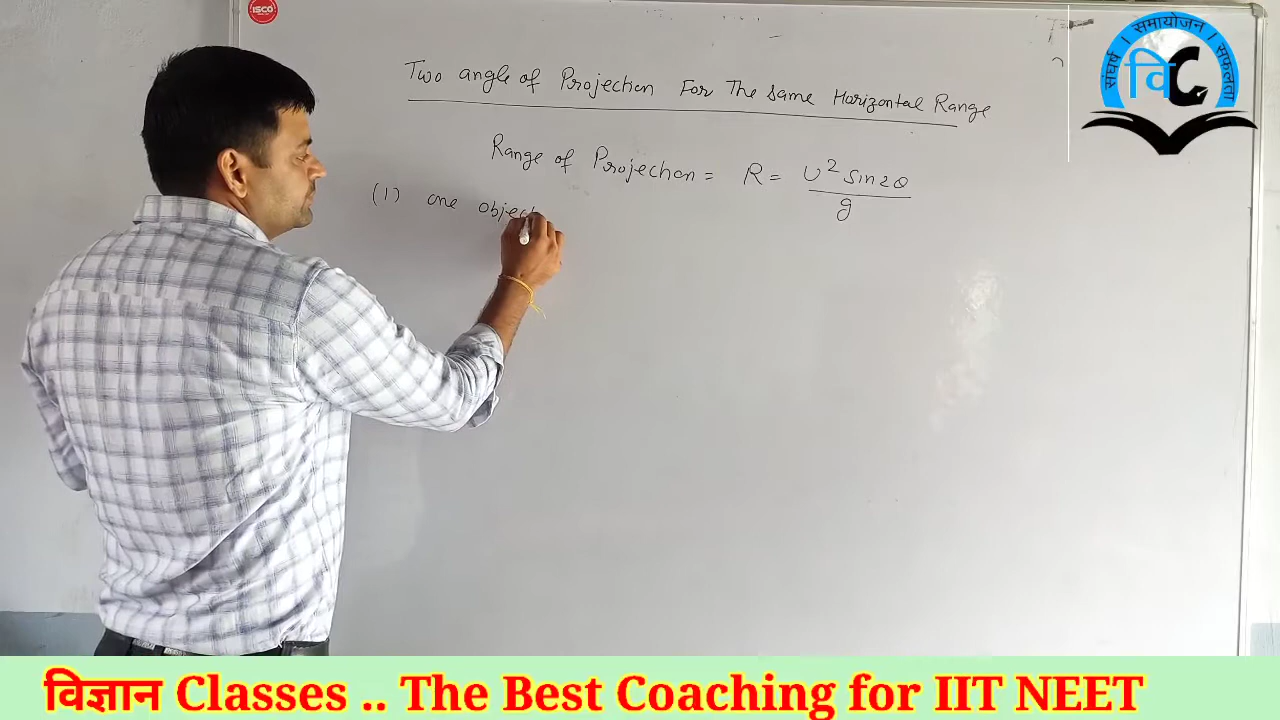 ISCO
संघर्ष । समायोजन । सफलता
वि C
Two angle of Projection For The Same Horizontal Range
Range of Projection = R = U² Sin2θ / g
(1) one object
विज्ञान Classes .. The Best Coaching for IIT NEET